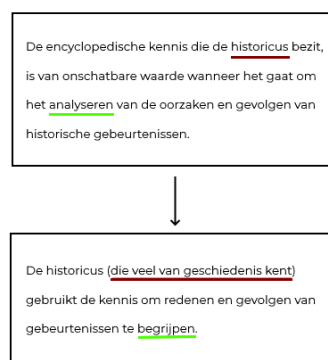 De encyclopedische kennis die de historicus bezit,
is van onschatbare waarde wanneer het gaat om
het analyseren van de oorzaken en gevolgen van
historische gebeurtenissen.
De historicus (die veel van geschiedenis kent)
gebruikt de kennis om redenen en gevolgen van
gebeurtenissen te begrijpen.